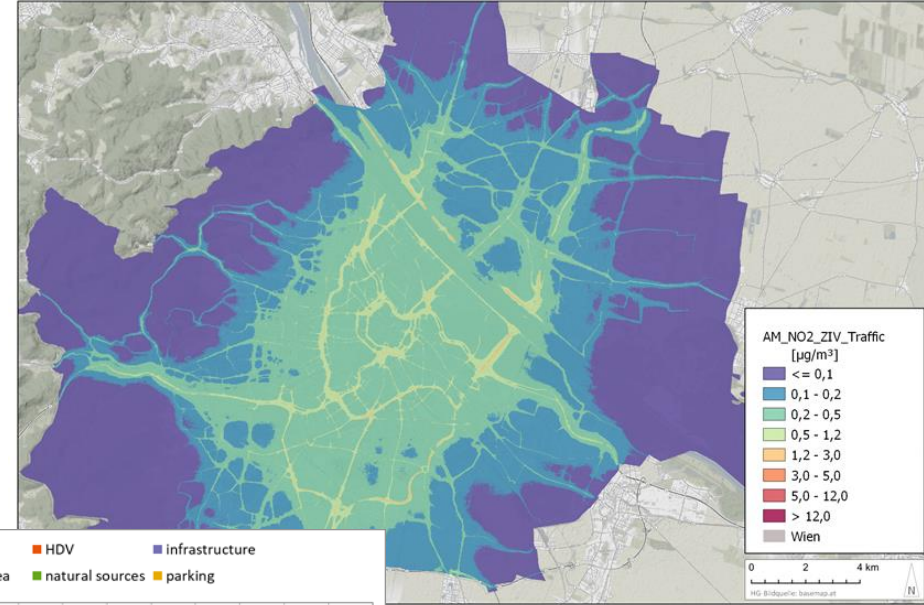 AM_NO2_ZIV_Traffic
[µg/m³]
<= 0,1
0,1 - 0,2
0,2 - 0,5
0,5 - 1,2
1,2 - 3,0
3,0 - 5,0
5,0 - 12,0
> 12,0
Wien
0 2 4 km
HG Bildquelle: basemap.at
N
HDV infrastructure
ea natural sources parking